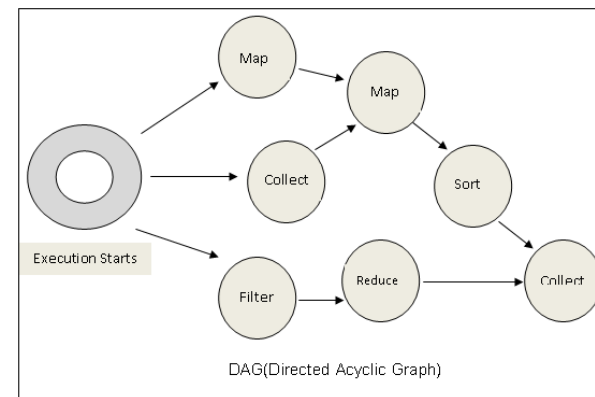 Map
Map
Collect
Sort
Execution Starts
Filter
Reduce
Collect
DAG(Directed Acyclic Graph)